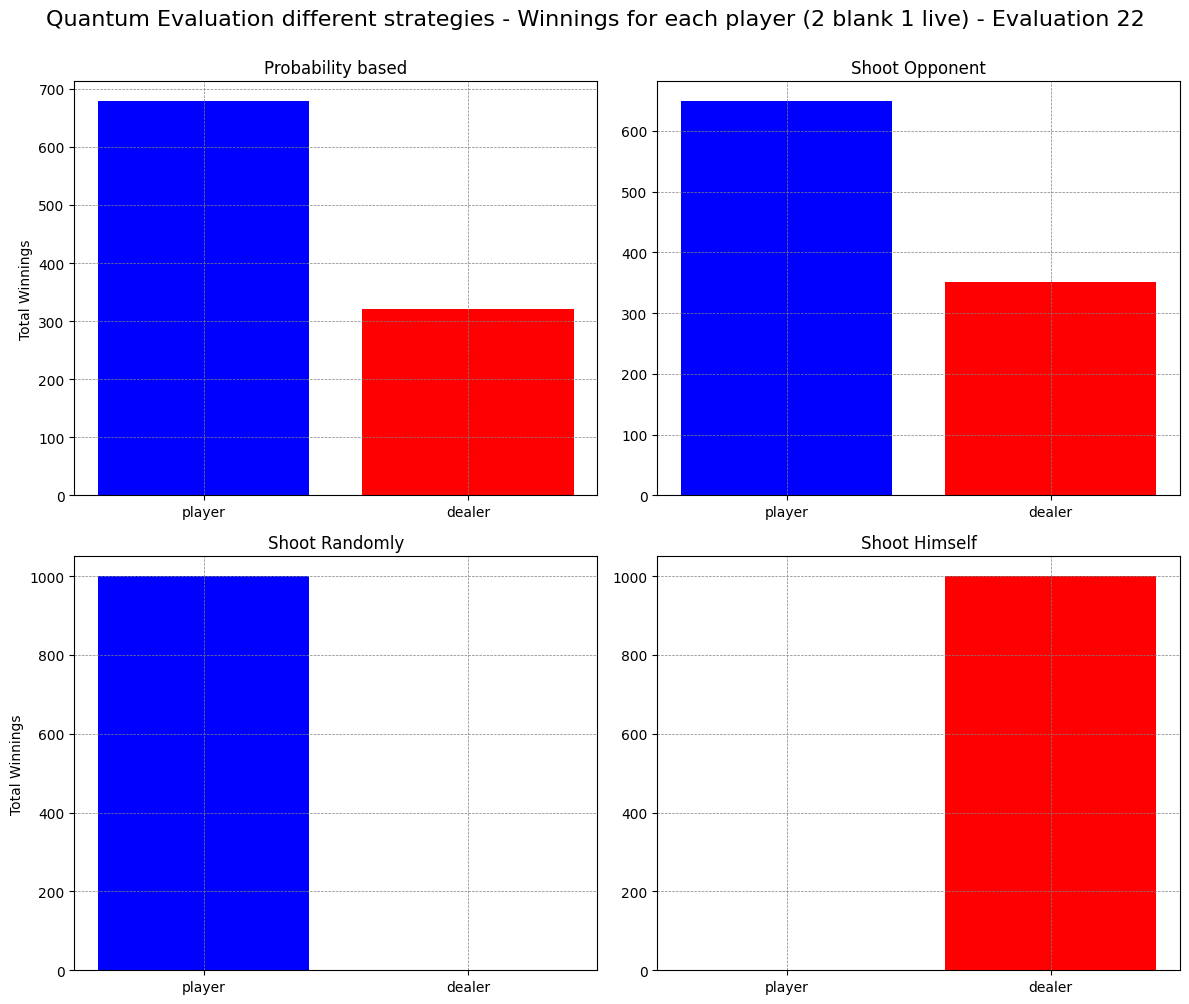 Quantum Evaluation different strategies - Winnings for each player (2 blank 1 live) - Evaluation 22
Probability based
Total Winnings
700
600
500
400
300
200
100
0
player
dealer
Shoot Opponent
600
500
400
300
200
100
0
player
dealer
Shoot Randomly
Total Winnings
1000
800
600
400
200
0
player
dealer
Shoot Himself
1000
800
600
400
200
0
player
dealer